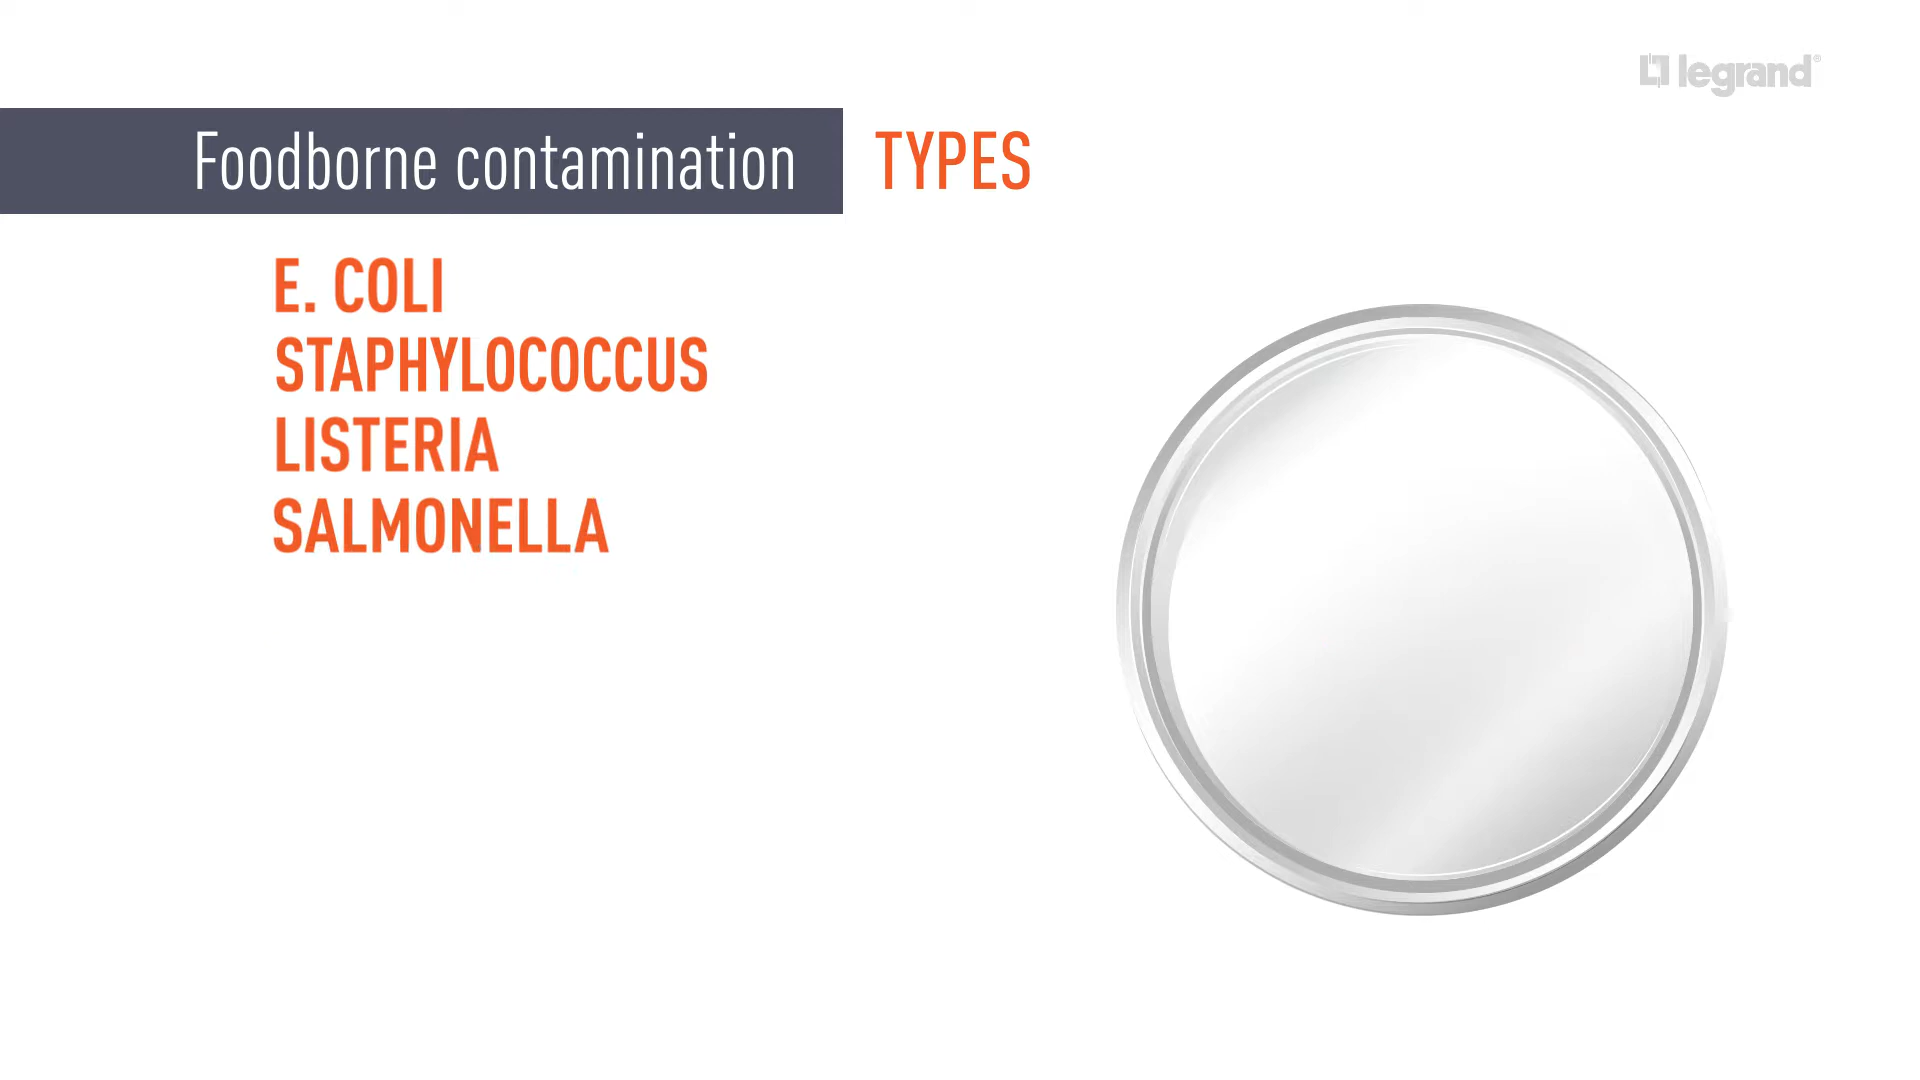 legrand®
Foodborne contamination TYPES
E. COLI
STAPHYLOCOCCUS
LISTERIA
SALMONELLA